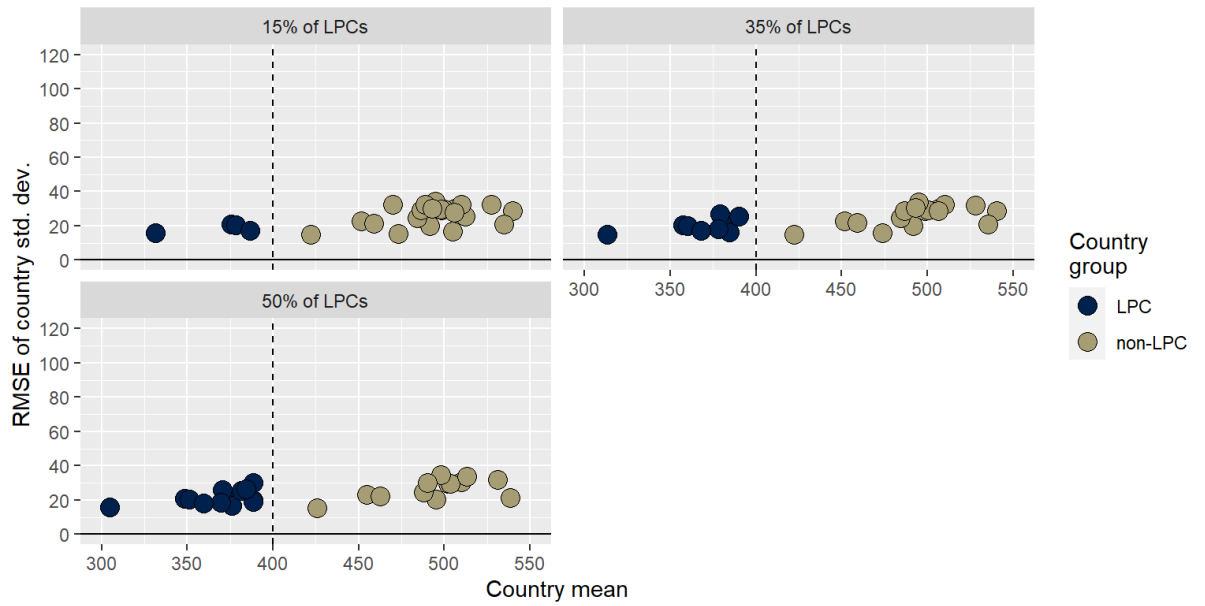 15% of LPCs
35% of LPCs
120
100
80
60
40
20
0
300 350 400 450 500 550
50% of LPCs
120
100
80
60
40
20
0
300 350 400 450 500 550
Country mean
RMSE of country std. dev.
Country
group
LPC
non-LPC